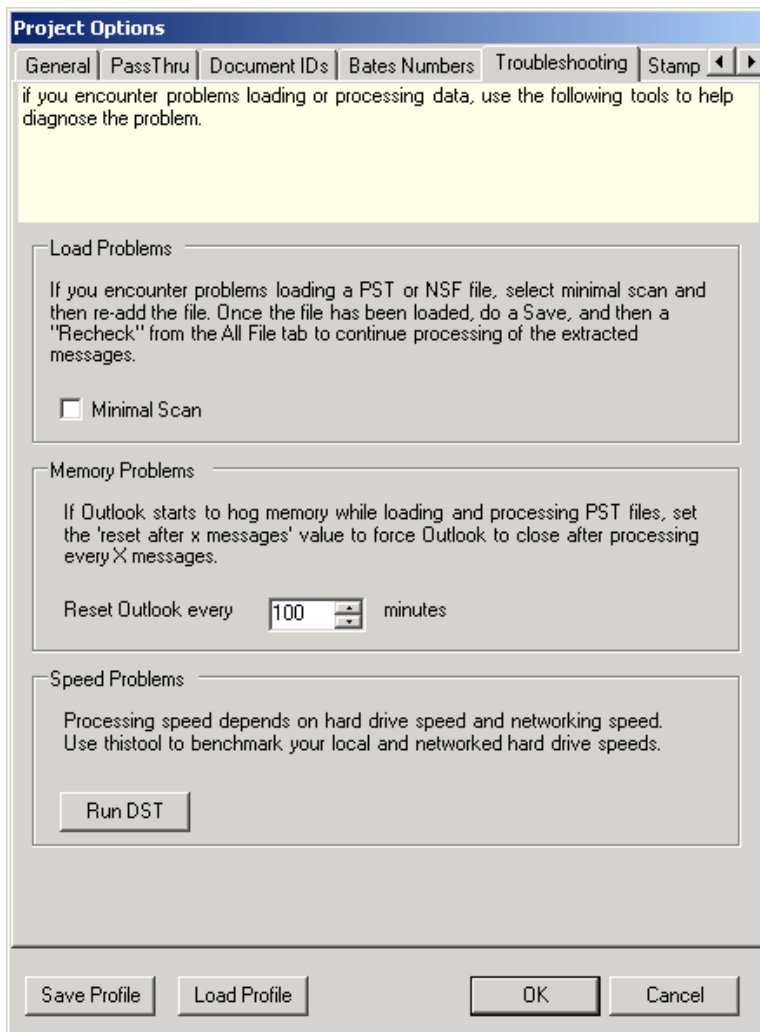 Project Options
General PassThru Document IDs Bates Numbers Troubleshooting Stamp
if you encounter problems loading or processing data, use the following tools to help
diagnose the problem.
Load Problems
If you encounter problems loading a PST or NSF file, select minimal scan and
then re-add the file. Once the file has been loaded, do a Save, and then a
"Recheck" from the All File tab to continue processing of the extracted
messages.
Minimal Scan
Memory Problems
If Outlook starts to hog memory while loading and processing PST files, set
the 'reset after x messages' value to force Outlook to close after processing
every X messages.
Reset Outlook every 100 minutes
Speed Problems
Processing speed depends on hard drive speed and networking speed.
Use thistool to benchmark your local and networked hard drive speeds.
Run DST
Save Profile Load Profile OK Cancel